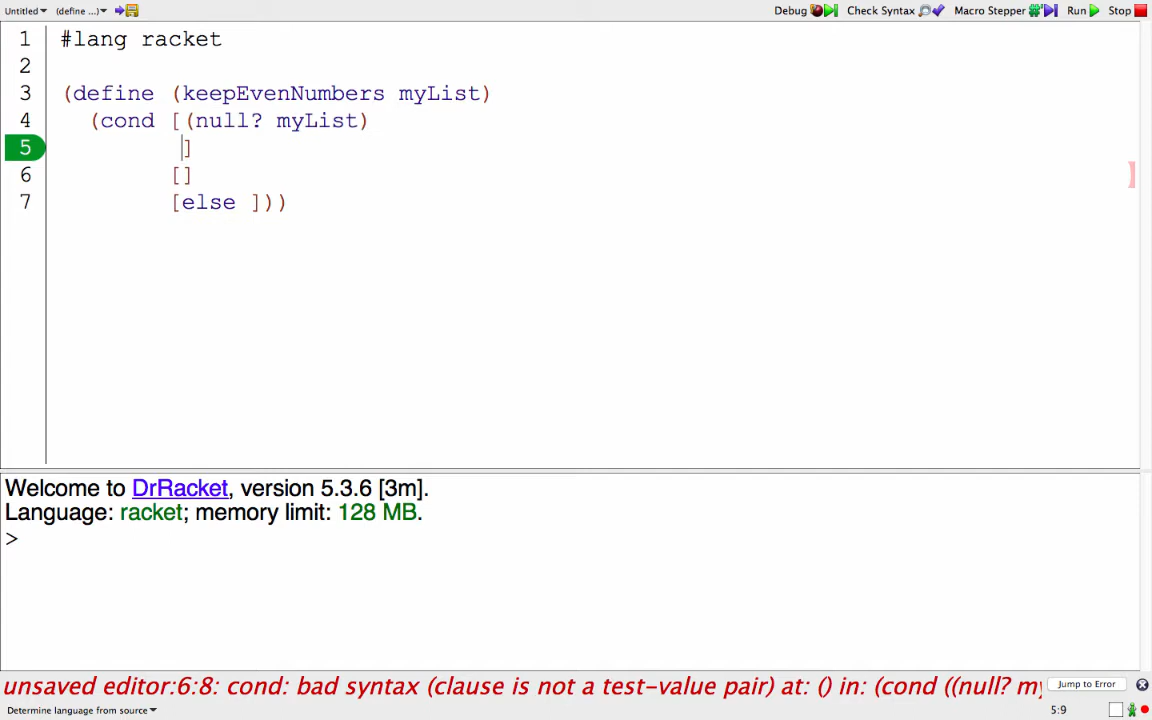 Untitled (define ...) Debug Check Syntax Macro Stepper Run Stop
1 #lang racket
2
3 (define (keepEvenNumbers myList)
4 (cond [(null? myList)
5 ]
6 []
7 [else ]))
Welcome to DrRacket, version 5.3.6 [3m].
Language: racket; memory limit: 128 MB.
>
unsaved editor:6:8: cond: bad syntax (clause is not a test-value pair) at: () in: (cond ((null? my Jump to Error
Determine language from source 5:9